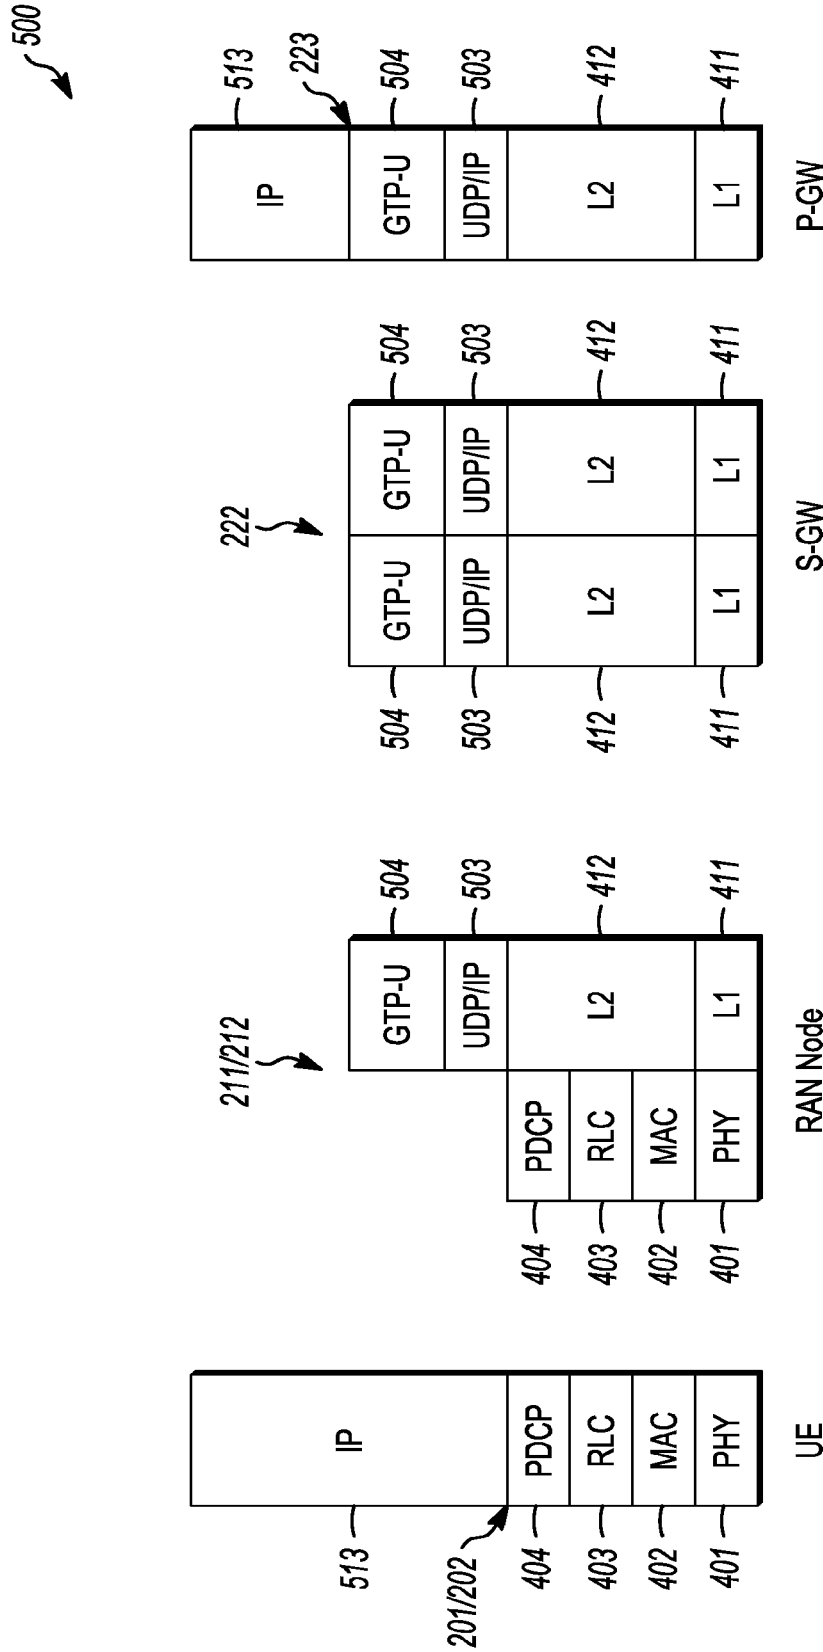 500
IP
513
201/202
PDCP
404
RLC
403
MAC
402
PHY
401
UE
211/212
404
PDCP
403
RLC
402
MAC
401
PHY
GTP-U
504
UDP/IP
503
L2
412
L1
411
RAN Node
222
504
GTP-U
GTP-U
504
503
UDP/IP
UDP/IP
503
412
L2
L2
412
411
L1
L1
411
S-GW
IP
513
223
GTP-U
504
UDP/IP
503
L2
412
L1
411
P-GW